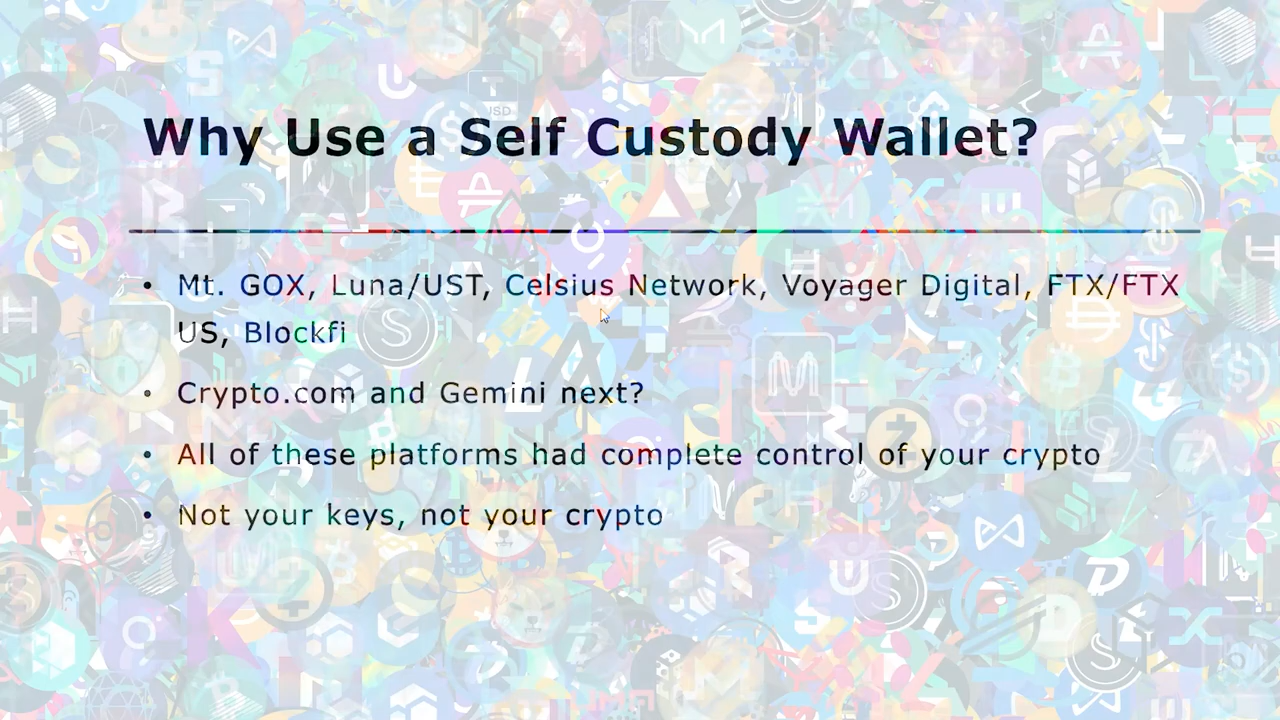 Why Use a Self Custody Wallet?
• Mt. GOX, Luna/UST, Celsius Network, Voyager Digital, FTX/FTX
US, Blockfi
• Crypto.com and Gemini next?
• All of these platforms had complete control of your crypto
• Not your keys, not your crypto